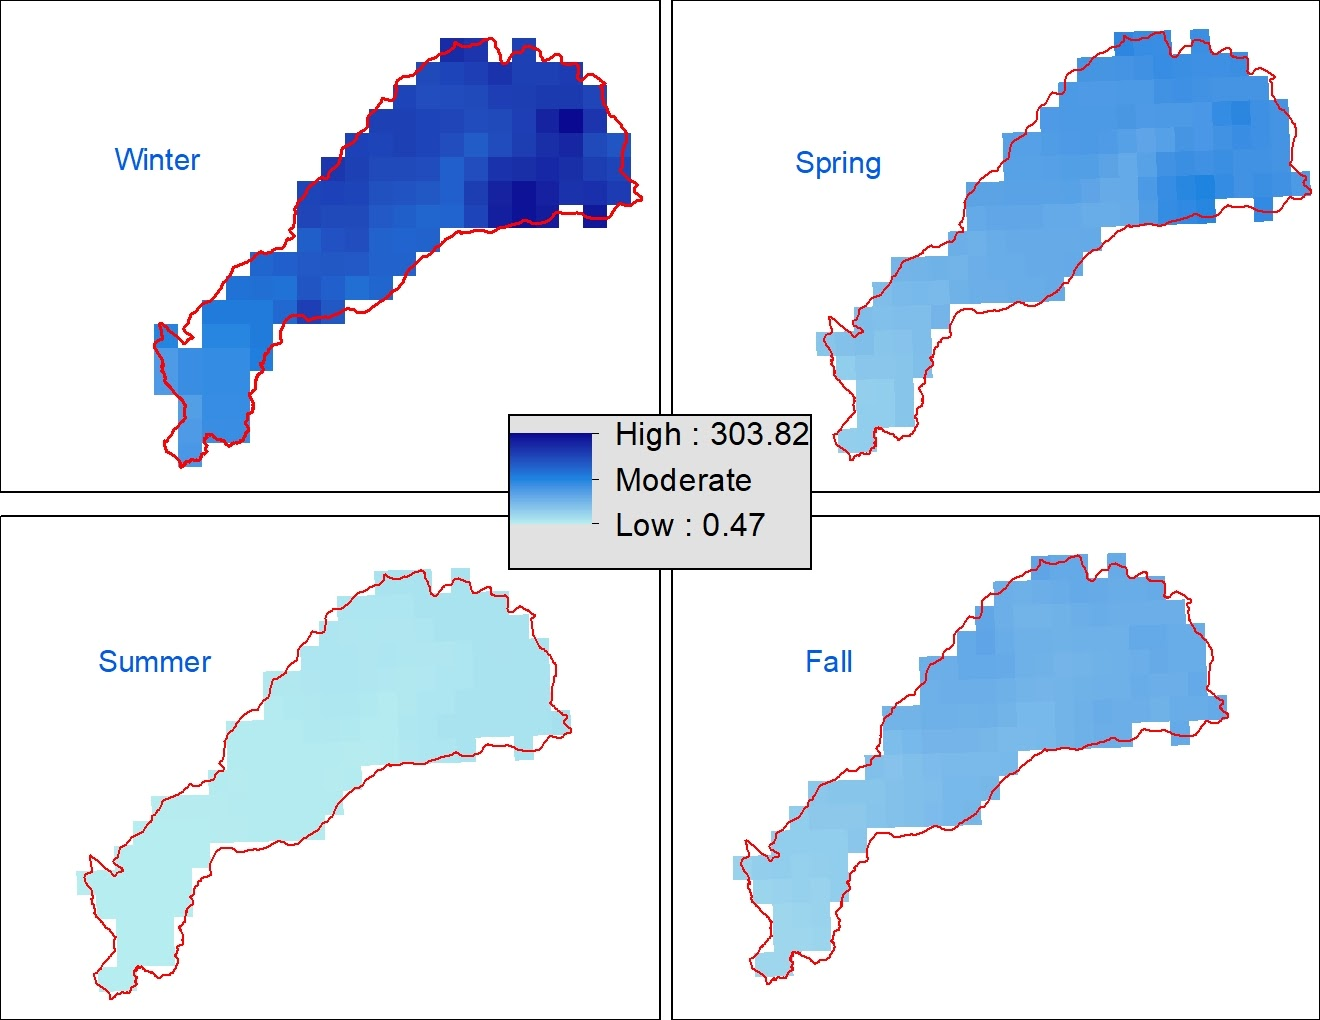 Winter
Spring
High : 303.82
Moderate
Low : 0.47
Summer
Fall